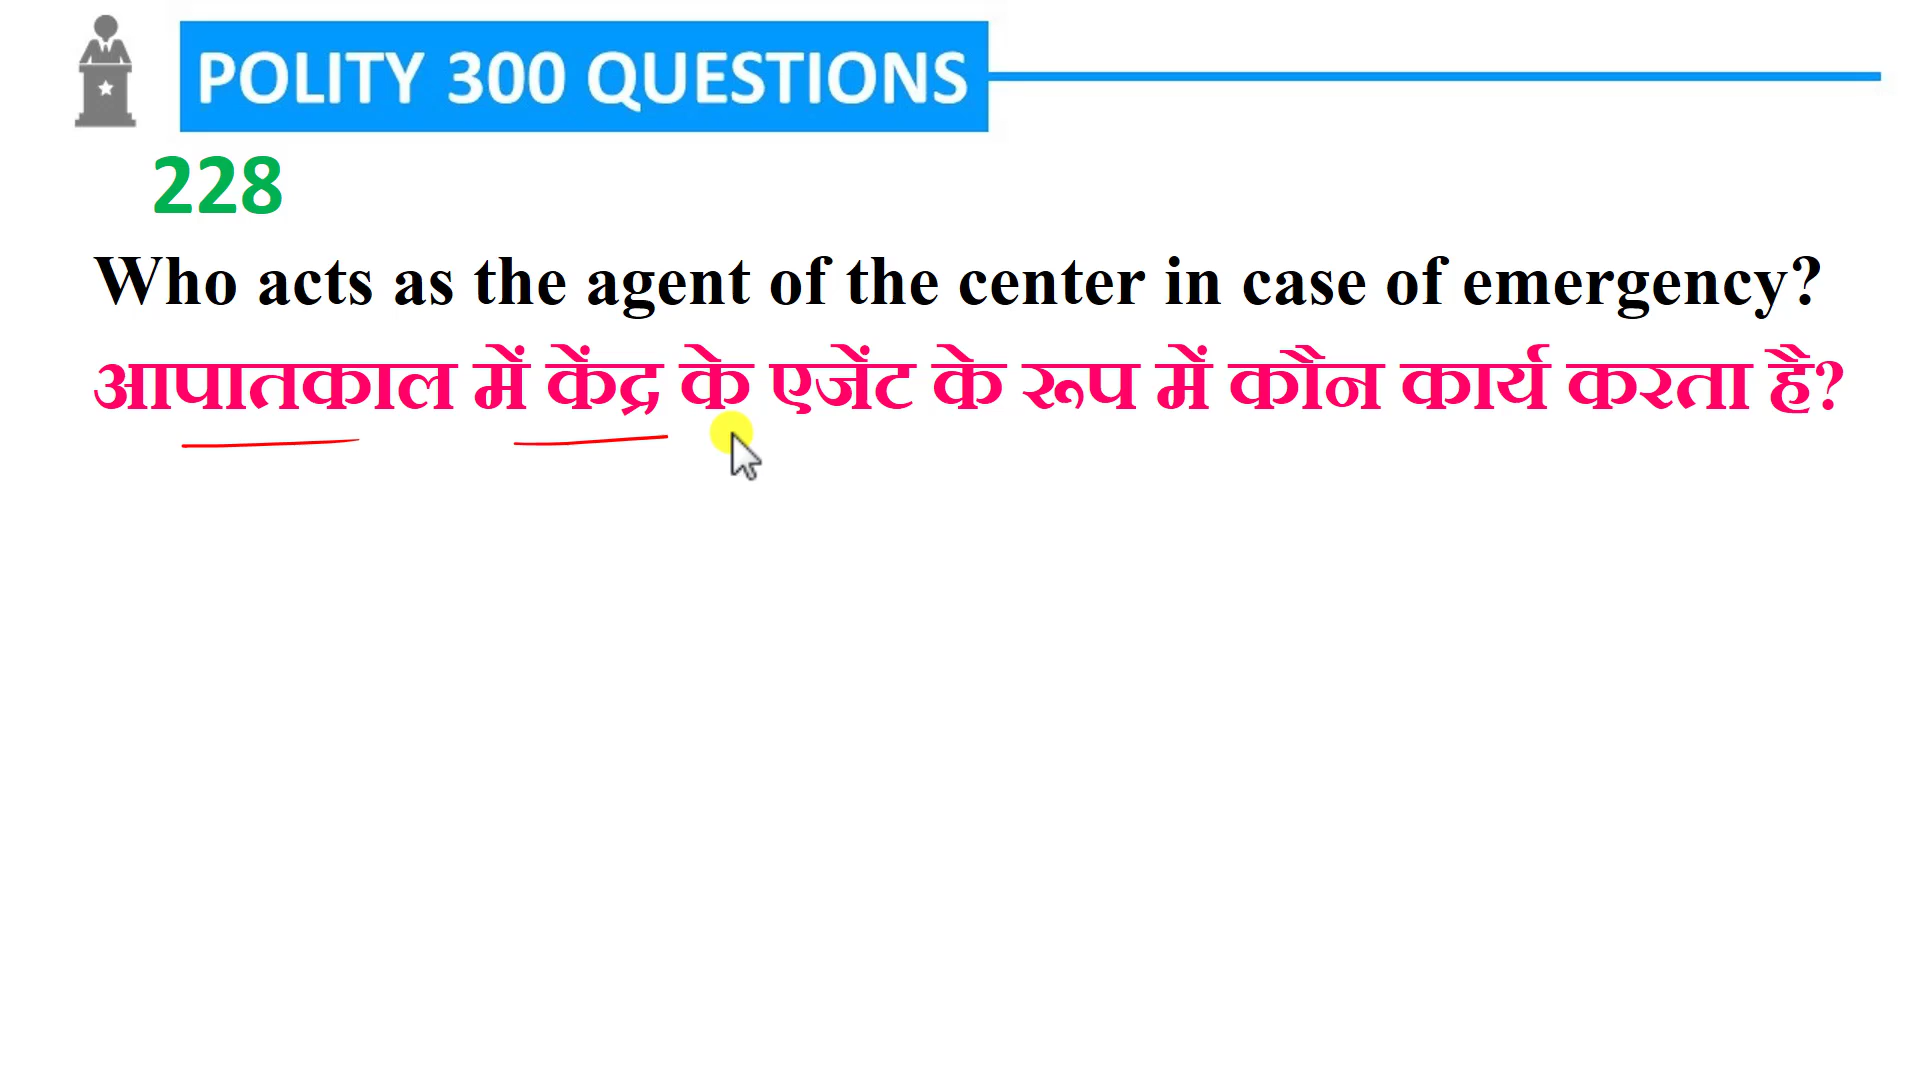 POLITY 300 QUESTIONS
228
Who acts as the agent of the center in case of emergency?
आपातकाल में केंद्र के एजेंट के रूप में कौन कार्य करता है?